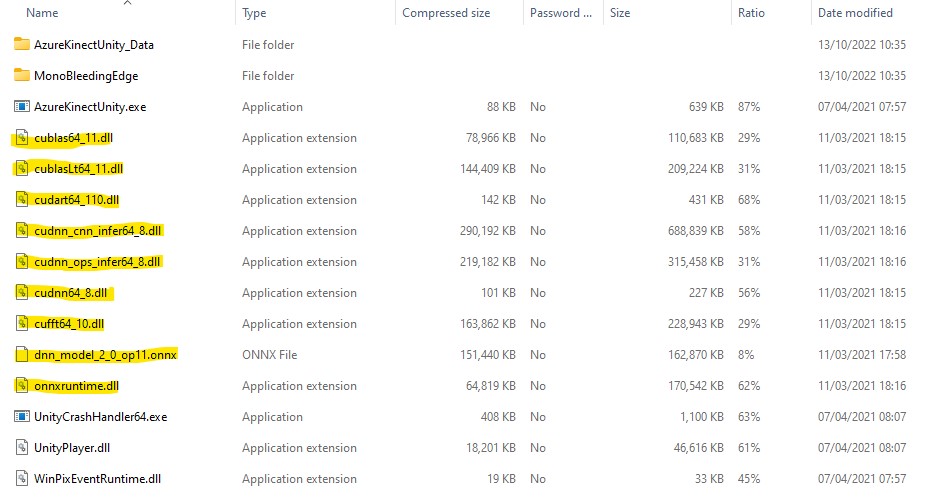 Name Type Compressed size Password ... Size Ratio Date modified
AzureKinectUnity_Data File folder 13/10/2022 10:35
MonoBleedingEdge File folder 13/10/2022 10:35
AzureKinectUnity.exe Application 88 KB No 639 KB 87% 07/04/2021 07:57
cublas64_11.dll Application extension 78,966 KB No 110,683 KB 29% 11/03/2021 18:15
cublasLt64_11.dll Application extension 144,409 KB No 209,224 KB 31% 11/03/2021 18:15
cudart64_110.dll Application extension 142 KB No 431 KB 68% 11/03/2021 18:15
cudnn_cnn_infer64_8.dll Application extension 290,192 KB No 688,839 KB 58% 11/03/2021 18:16
cudnn_ops_infer64_8.dll Application extension 219,182 KB No 315,458 KB 31% 11/03/2021 18:16
cudnn64_8.dll Application extension 101 KB No 227 KB 56% 11/03/2021 18:15
cufft64_10.dll Application extension 163,862 KB No 228,943 KB 29% 11/03/2021 18:15
dnn_model_2_0_op11.onnx ONNX File 151,440 KB No 162,870 KB 8% 11/03/2021 17:58
onnxruntime.dll Application extension 64,819 KB No 170,542 KB 62% 11/03/2021 18:16
UnityCrashHandler64.exe Application 408 KB No 1,100 KB 63% 07/04/2021 08:07
UnityPlayer.dll Application extension 18,201 KB No 46,616 KB 61% 07/04/2021 08:07
WinPixEventRuntime.dll Application extension 19 KB No 33 KB 45% 07/04/2021 07:57